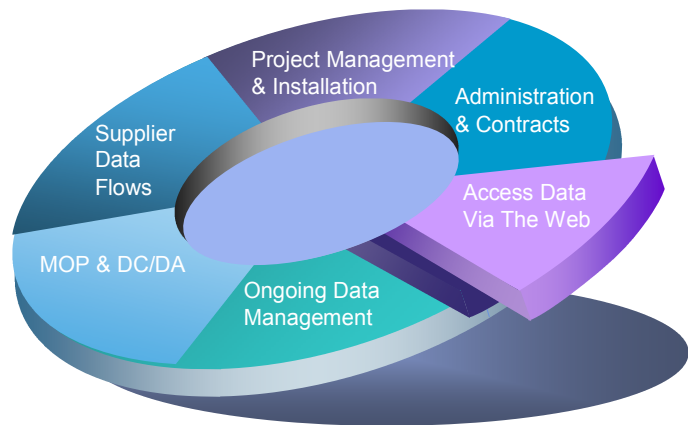 Project Management
& Installation
Administration
& Contracts
Supplier
Data
Flows
Access Data
Via The Web
MOP & DC/DA
Ongoing Data
Management